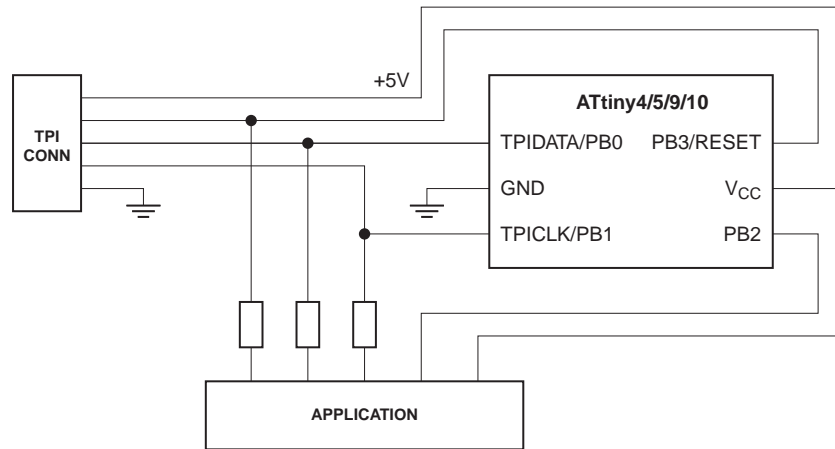 +5V
TPI
CONN
ATtiny4/5/9/10
TPIDATA/PB0 PB3/RESET
GND VCC
TPICLK/PB1 PB2
APPLICATION